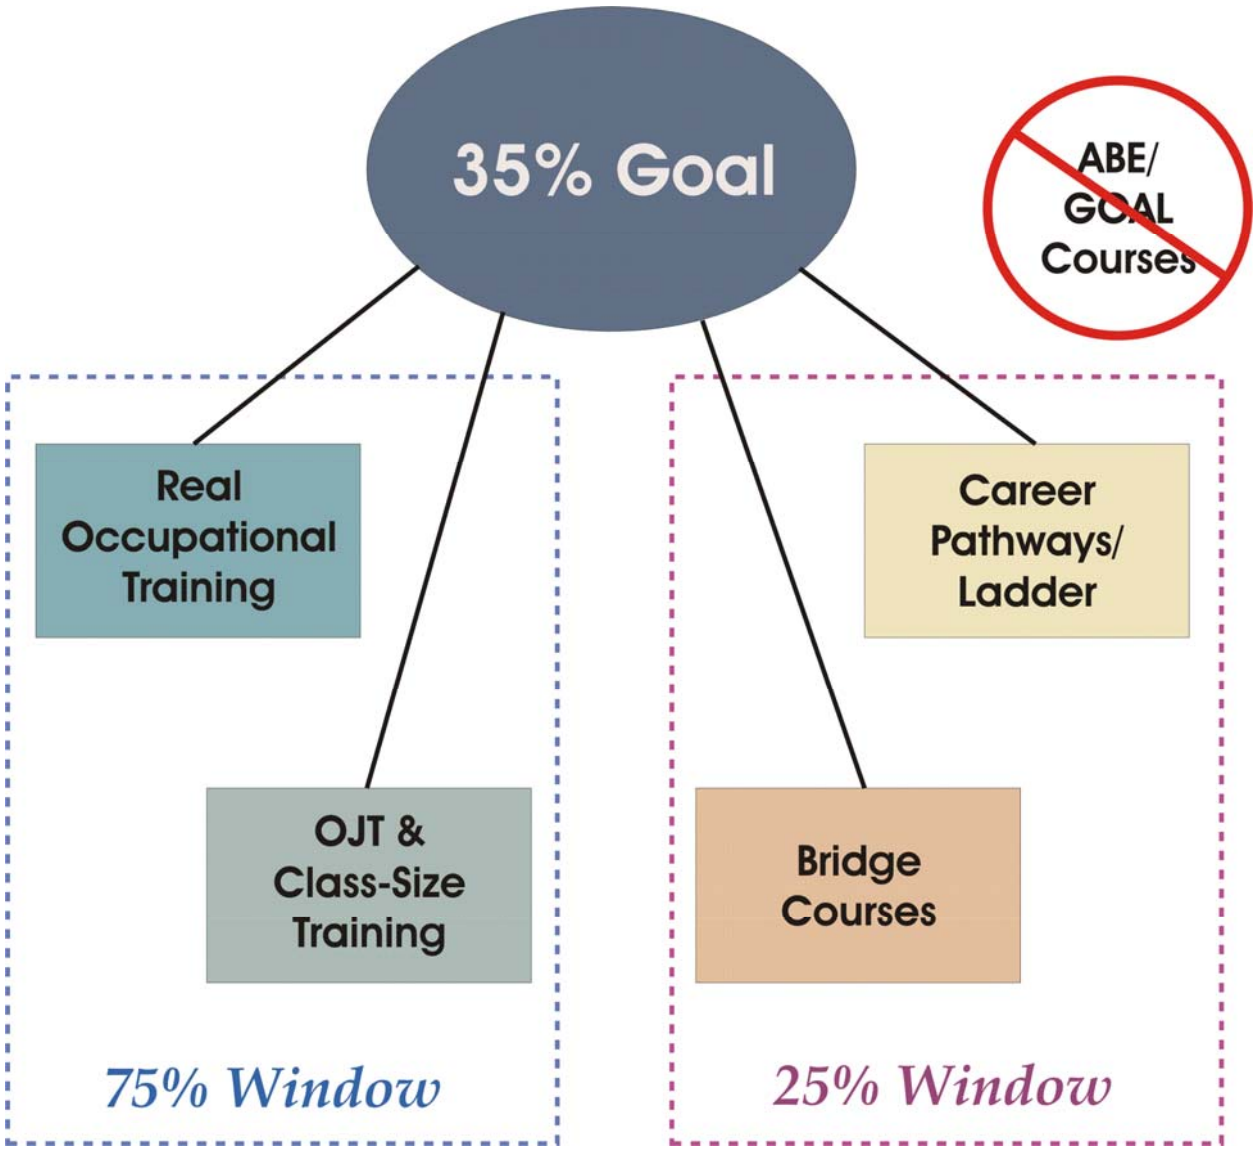 35% Goal
ABE/
GOAL
Courses
Real
Occupational
Training
Career
Pathways/
Ladder
OJT &
Class-Size
Training
Bridge
Courses
75% Window
25% Window